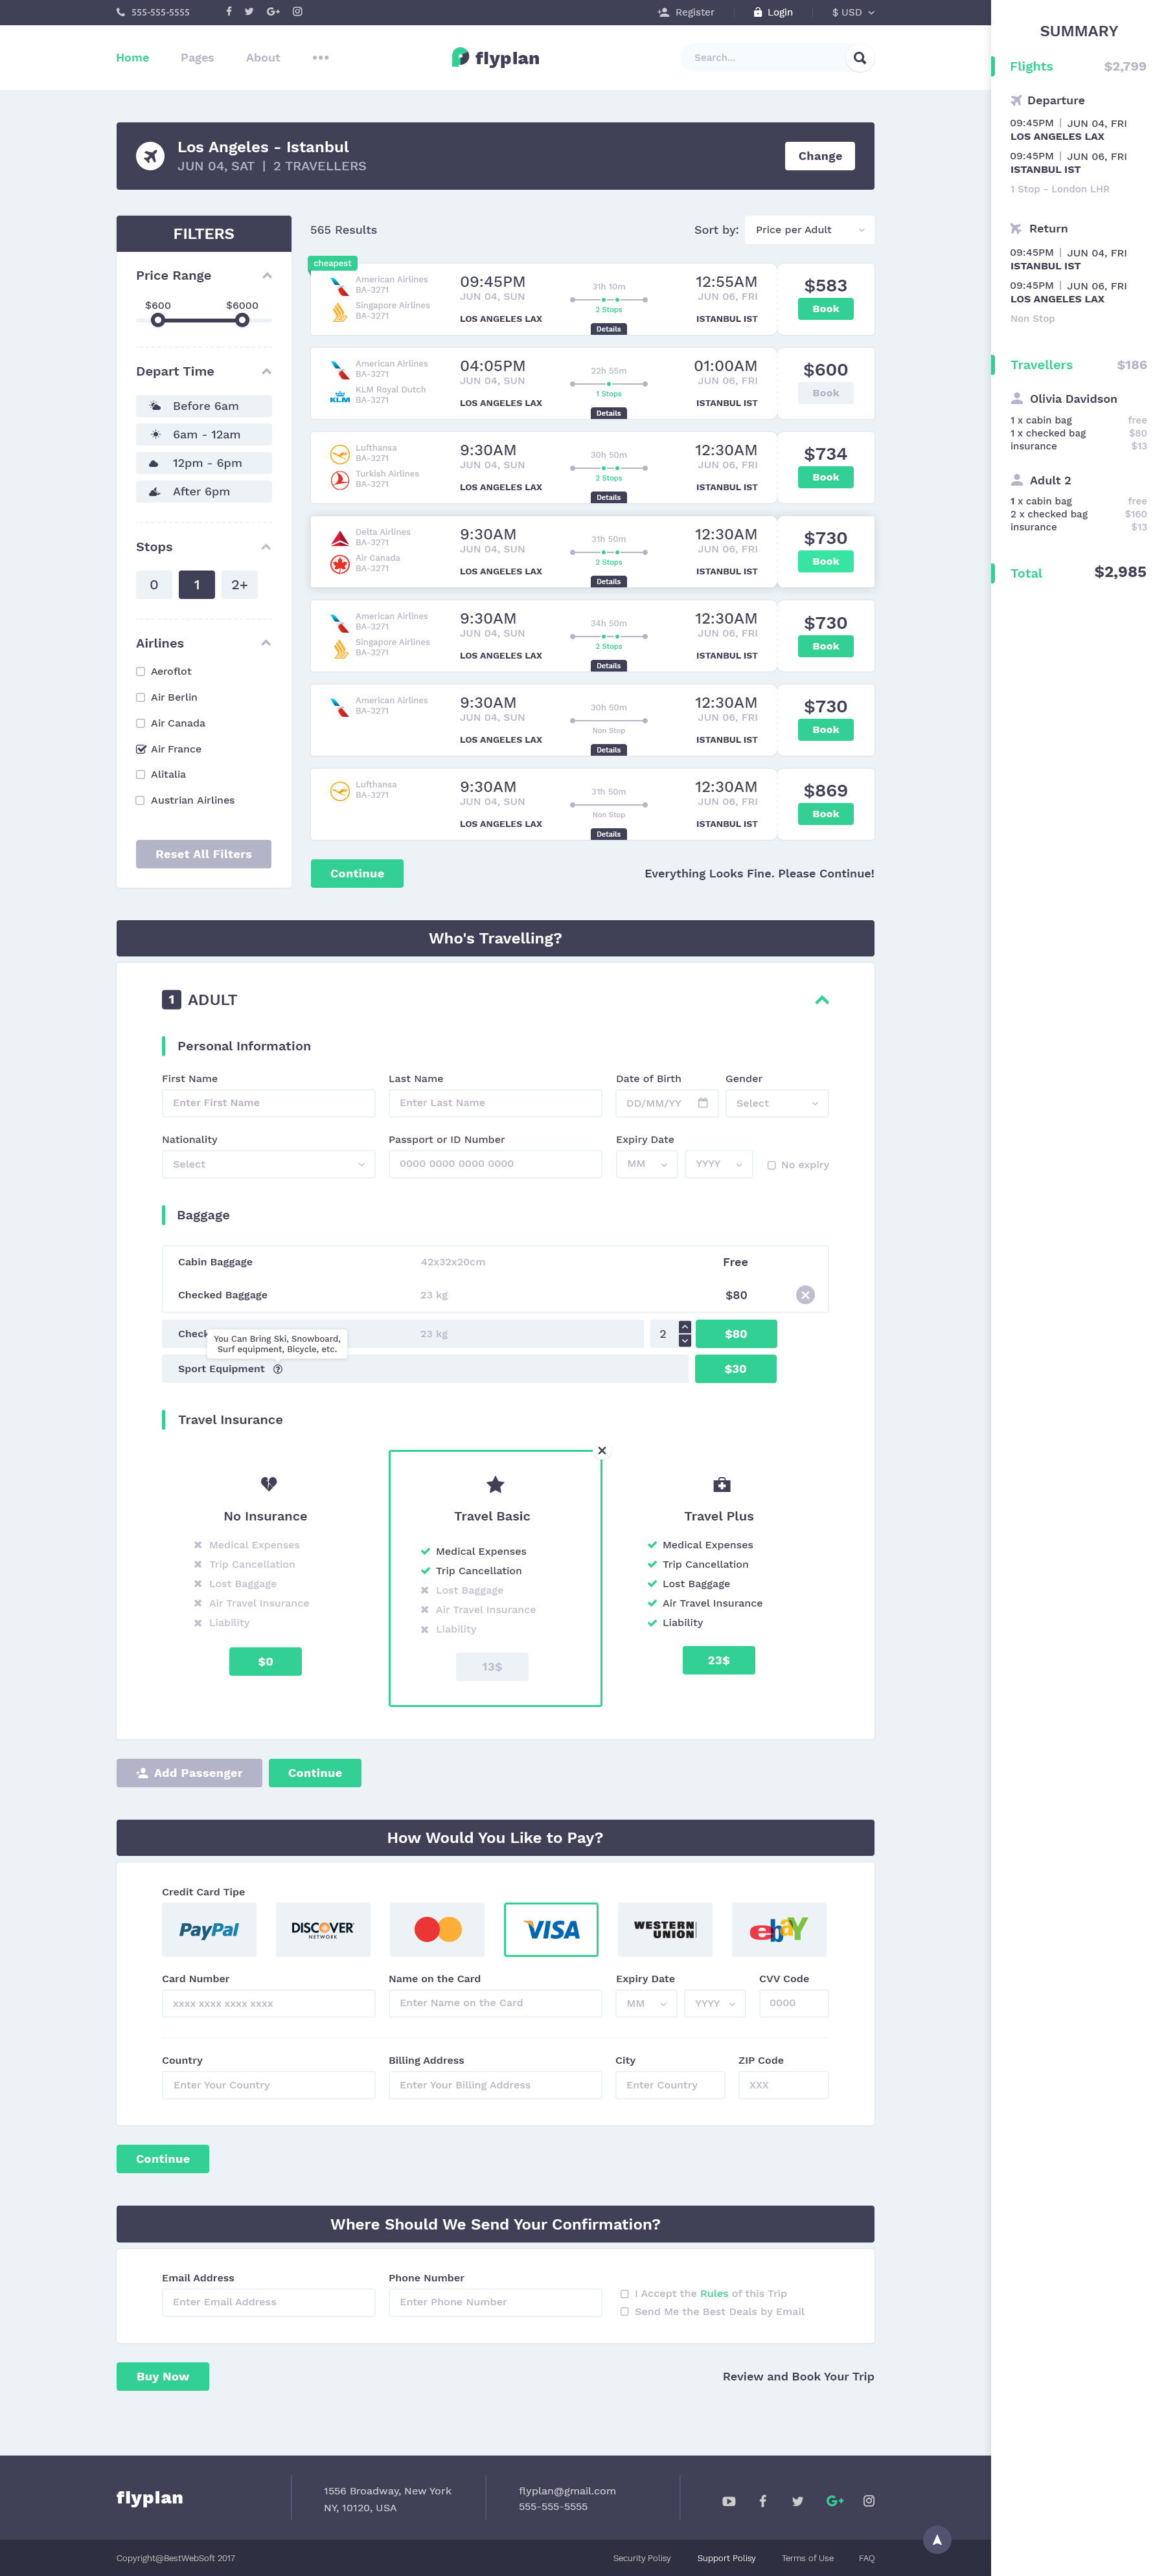 555-555-5555
Register
Login
$ USD
Home
Pages
About
flyplan
Search...
Los Angeles - Istanbul
JUN 04, SAT | 2 TRAVELLERS
Change
FILTERS
Price Range
$600
$6000
Depart Time
Before 6am
6am - 12am
12pm - 6pm
After 6pm
Stops
0
1
2+
Airlines
Aeroflot
Air Berlin
Air Canada
Air France
Alitalia
Austrian Airlines
Reset All Filters
565 Results
Sort by:
Price per Adult
cheapest
American Airlines
BA-3271
Singapore Airlines
BA-3271
09:45PM
JUN 04, SUN
LOS ANGELES LAX
31h 10m
2 Stops
Details
12:55AM
JUN 06, FRI
ISTANBUL IST
$583
Book
American Airlines
BA-3271
KLM
KLM Royal Dutch
BA-3271
04:05PM
JUN 04, SUN
LOS ANGELES LAX
22h 55m
1 Stops
Details
01:00AM
JUN 06, FRI
ISTANBUL IST
$600
Book
Lufthansa
BA-3271
Turkish Airlines
BA-3271
9:30AM
JUN 04, SUN
LOS ANGELES LAX
30h 50m
2 Stops
Details
12:30AM
JUN 06, FRI
ISTANBUL IST
$734
Book
Delta Airlines
BA-3271
Air Canada
BA-3271
9:30AM
JUN 04, SUN
LOS ANGELES LAX
31h 50m
2 Stops
Details
12:30AM
JUN 06, FRI
ISTANBUL IST
$730
Book
American Airlines
BA-3271
Singapore Airlines
BA-3271
9:30AM
JUN 04, SUN
LOS ANGELES LAX
34h 50m
2 Stops
Details
12:30AM
JUN 06, FRI
ISTANBUL IST
$730
Book
American Airlines
BA-3271
9:30AM
JUN 04, SUN
LOS ANGELES LAX
30h 50m
Non Stop
Details
12:30AM
JUN 06, FRI
ISTANBUL IST
$730
Book
Lufthansa
BA-3271
9:30AM
JUN 04, SUN
LOS ANGELES LAX
31h 50m
Non Stop
Details
12:30AM
JUN 06, FRI
ISTANBUL IST
$869
Book
Continue
Everything Looks Fine. Please Continue!
Who's Travelling?
1 ADULT
Personal Information
First Name
Last Name
Date of Birth
Gender
Enter First Name
Enter Last Name
DD/MM/YY
Select
Nationality
Passport or ID Number
Expiry Date
Select
0000 0000 0000 0000
MM
YYYY
No expiry
Baggage
Cabin Baggage
42x32x20cm
Free
Checked Baggage
23 kg
$80
Check
23 kg
2
$80
You Can Bring Ski, Snowboard,
Surf equipment, Bicycle, etc.
Sport Equipment
$30
Travel Insurance
No Insurance
Medical Expenses
Trip Cancellation
Lost Baggage
Air Travel Insurance
Liability
$0
Travel Basic
Medical Expenses
Trip Cancellation
Lost Baggage
Air Travel Insurance
Liability
13$
Travel Plus
Medical Expenses
Trip Cancellation
Lost Baggage
Air Travel Insurance
Liability
23$
Add Passenger
Continue
How Would You Like to Pay?
Credit Card Tipe
PayPal
DISCOVER
NETWORK
VISA
WESTERN
UNION
ebaY
Card Number
Name on the Card
Expiry Date
CVV Code
xxxx xxxx xxxx xxxx
Enter Name on the Card
MM
YYYY
0000
Country
Billing Address
City
ZIP Code
Enter Your Country
Enter Your Billing Address
Enter Country
XXX
Continue
Where Should We Send Your Confirmation?
Email Address
Phone Number
Enter Email Address
Enter Phone Number
I Accept the Rules of this Trip
Send Me the Best Deals by Email
Buy Now
Review and Book Your Trip
flyplan
1556 Broadway, New York
NY, 10120, USA
flyplan@gmail.com
555-555-5555
Copyright@BestWebSoft 2017
Security Polisy
Support Polisy
Terms of Use
FAQ
SUMMARY
Flights
$2,799
Departure
09:45PM | JUN 04, FRI
LOS ANGELES LAX
09:45PM | JUN 06, FRI
ISTANBUL IST
1 Stop - London LHR
Return
09:45PM | JUN 04, FRI
ISTANBUL IST
09:45PM | JUN 06, FRI
LOS ANGELES LAX
Non Stop
Travellers
$186
Olivia Davidson
1 x cabin bag
free
1 x checked bag
$80
insurance
$13
Adult 2
1 x cabin bag
free
2 x checked bag
$160
insurance
$13
Total
$2,985